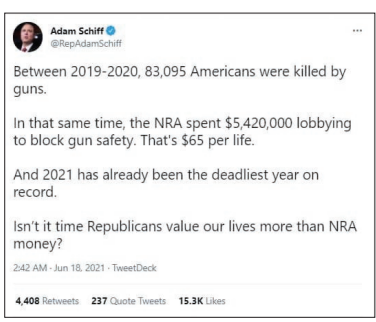 Adam Schiff
@RepAdamSchiff
Between 2019-2020, 83,095 Americans were killed by
guns.
In that same time, the NRA spent $5,420,000 lobbying
to block gun safety. That's $65 per life.
And 2021 has already been the deadliest year on
record.
Isn't it time Republicans value our lives more than NRA
money?
2:42 AM · Jun 18, 2021 · TweetDeck
4,408 Retweets 237 Quote Tweets 15.3K Likes